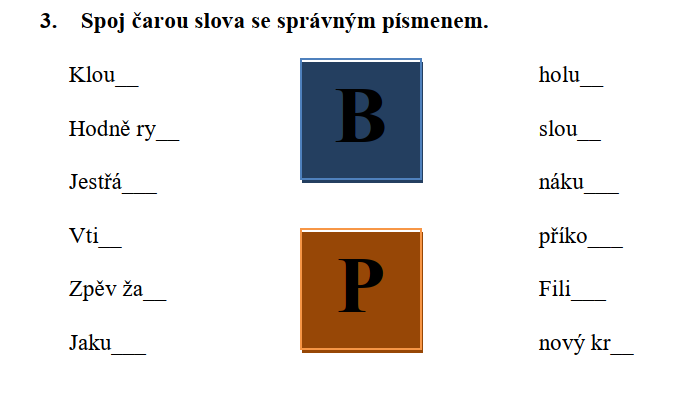 3. Spoj čarou slova se správným písmenem.
Klou__
Hodně ry__
Jestřá___
Vti__
Zpěv ža__
Jaku___
B
P
holu__
slou__
náku___
příko___
Fili___
nový kr__